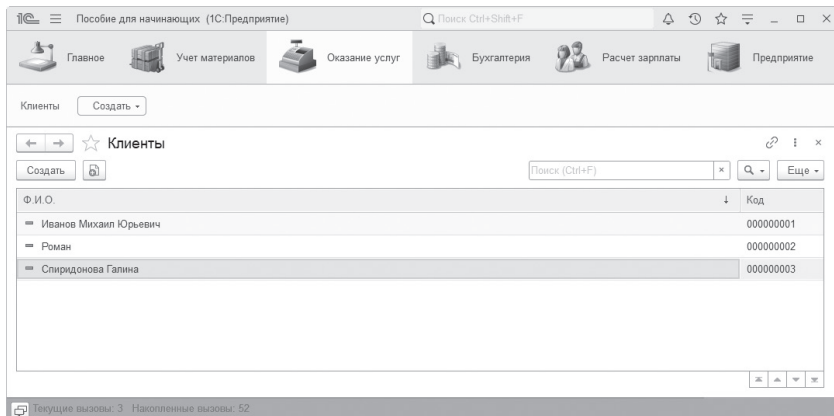 1С Пособие для начинающих (1С:Предприятие) Поиск Ctrl+Shift+F
Главное Учет материалов Оказание услуг Бухгалтерия Расчет зарплаты Предприятие
Клиенты Создать
Клиенты
Создать Поиск (Ctrl+F) × Еще
Ф.И.О. ↓ Код
Иванов Михаил Юрьевич 000000001
Роман 000000002
Спиридонова Галина 000000003
Текущие вызовы: 3 Накопленные вызовы: 52